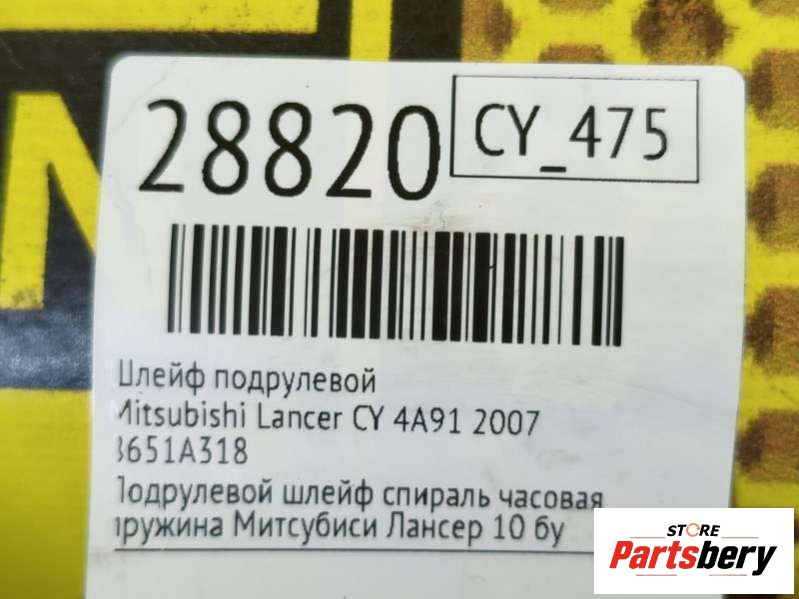 28820
CY_475
Шлейф подрулевой
Mitsubishi Lancer CY 4A91 2007
8651A318
Подрулевой шлейф спираль часовая
пружина Митсубиси Лансер 10 бу
STORE
Partsbery